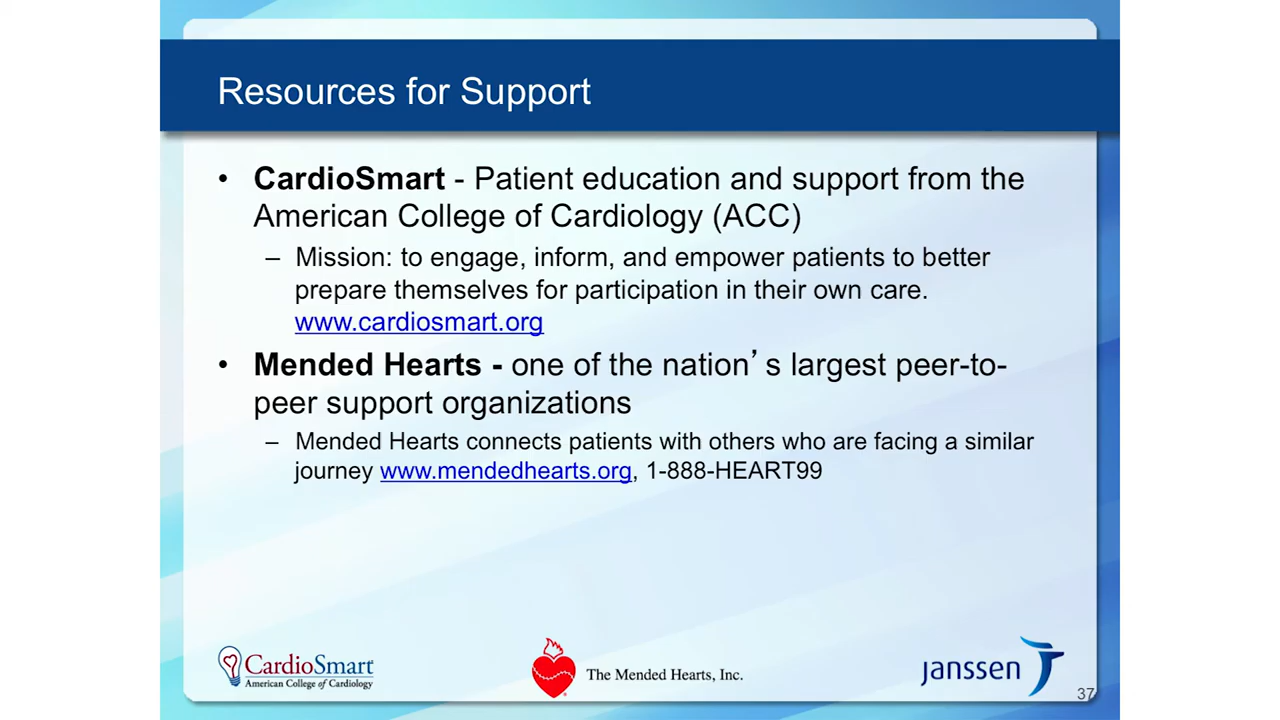 Resources for Support
• CardioSmart - Patient education and support from the
American College of Cardiology (ACC)
– Mission: to engage, inform, and empower patients to better
prepare themselves for participation in their own care.
www.cardiosmart.org
• Mended Hearts - one of the nation’s largest peer-to-
peer support organizations
– Mended Hearts connects patients with others who are facing a similar
journey www.mendedhearts.org, 1-888-HEART99
CardioSmart
American College of Cardiology
The Mended Hearts, Inc.
janssen
37